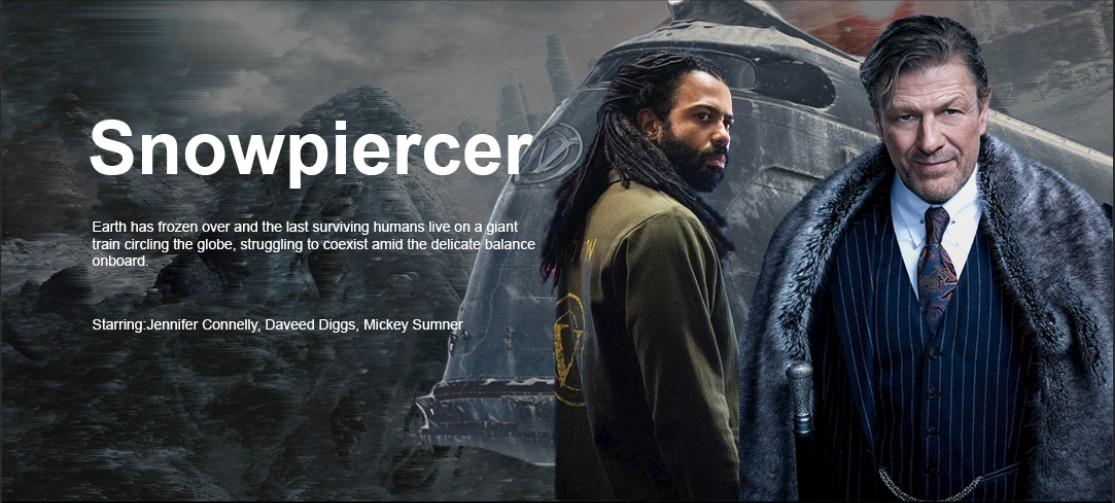 Snowpiercer
Earth has frozen over and the last surviving humans live on a giant
train circling the globe, struggling to coexist amid the delicate balance
onboard.
Starring:Jennifer Connelly, Daveed Diggs, Mickey Sumner